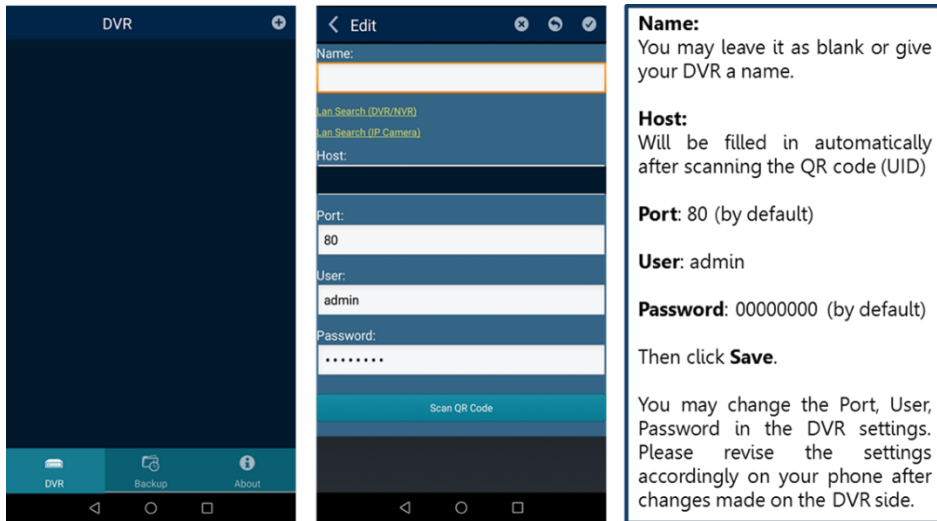 DVR
DVR
Backup
About
Edit
Name:
Lan Search (DVR/NVR)
Lan Search (IP Camera)
Host:
Port:
80
User:
admin
Password:
••••••••
Scan QR Code
Name:
You may leave it as blank or give
your DVR a name.
Host:
Will be filled in automatically
after scanning the QR code (UID)
Port: 80 (by default)
User: admin
Password: 00000000 (by default)
Then click Save.
You may change the Port, User,
Password in the DVR settings.
Please revise the settings
accordingly on your phone after
changes made on the DVR side.